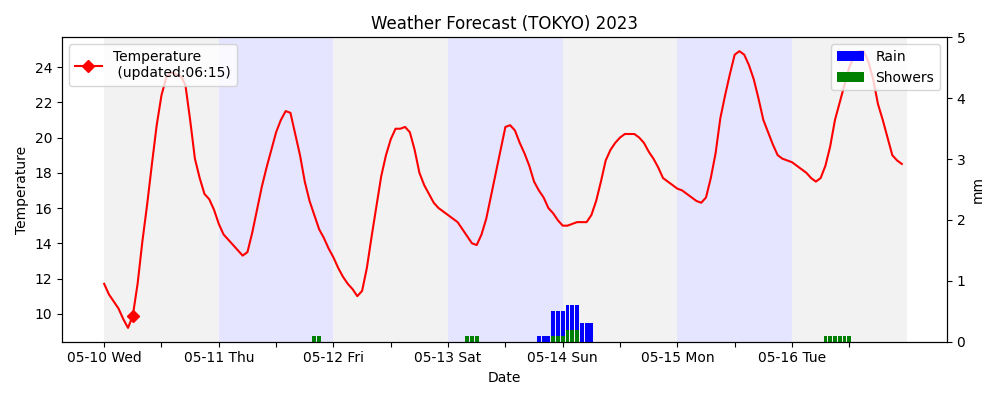 Weather Forecast (TOKYO) 2023
Temperature
(updated:06:15)
Rain
Showers
Temperature
24
22
20
18
16
14
12
10
5
4
3
2
1
0
mm
05-10 Wed
05-11 Thu
05-12 Fri
05-13 Sat
05-14 Sun
05-15 Mon
05-16 Tue
Date